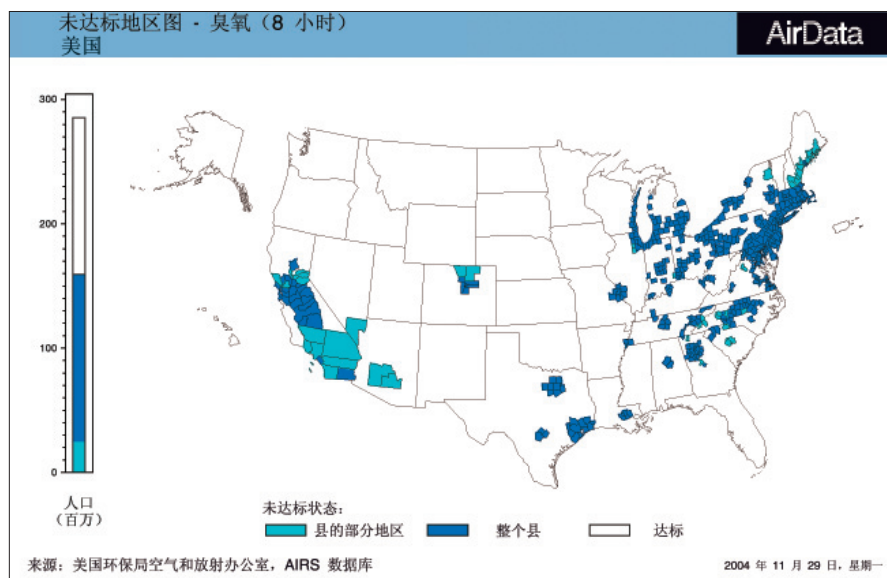 未达标地区图 - 臭氧（8 小时）
美国
AirData
300
200
100
0
人口
（百万）
未达标状态：
县的部分地区
整个县
达标
来源：美国环保局空气和放射办公室，AIRS 数据库
2004 年 11 月 29 日，星期一